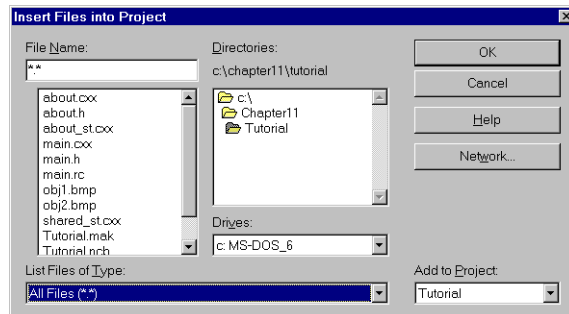 Insert Files into Project
File Name:
*.*
about.cxx
about.h
about_st.cxx
main.cxx
main.h
main.rc
obj1.bmp
obj2.bmp
shared_st.cxx
Tutorial.mak
Tutorial.ncb
List Files of Type:
All Files (*.*)
Directories:
c:\chapter11\tutorial
c:\
Chapter11
Tutorial
Drives:
c: MS-DOS_6
OK
Cancel
Help
Network...
Add to Project:
Tutorial